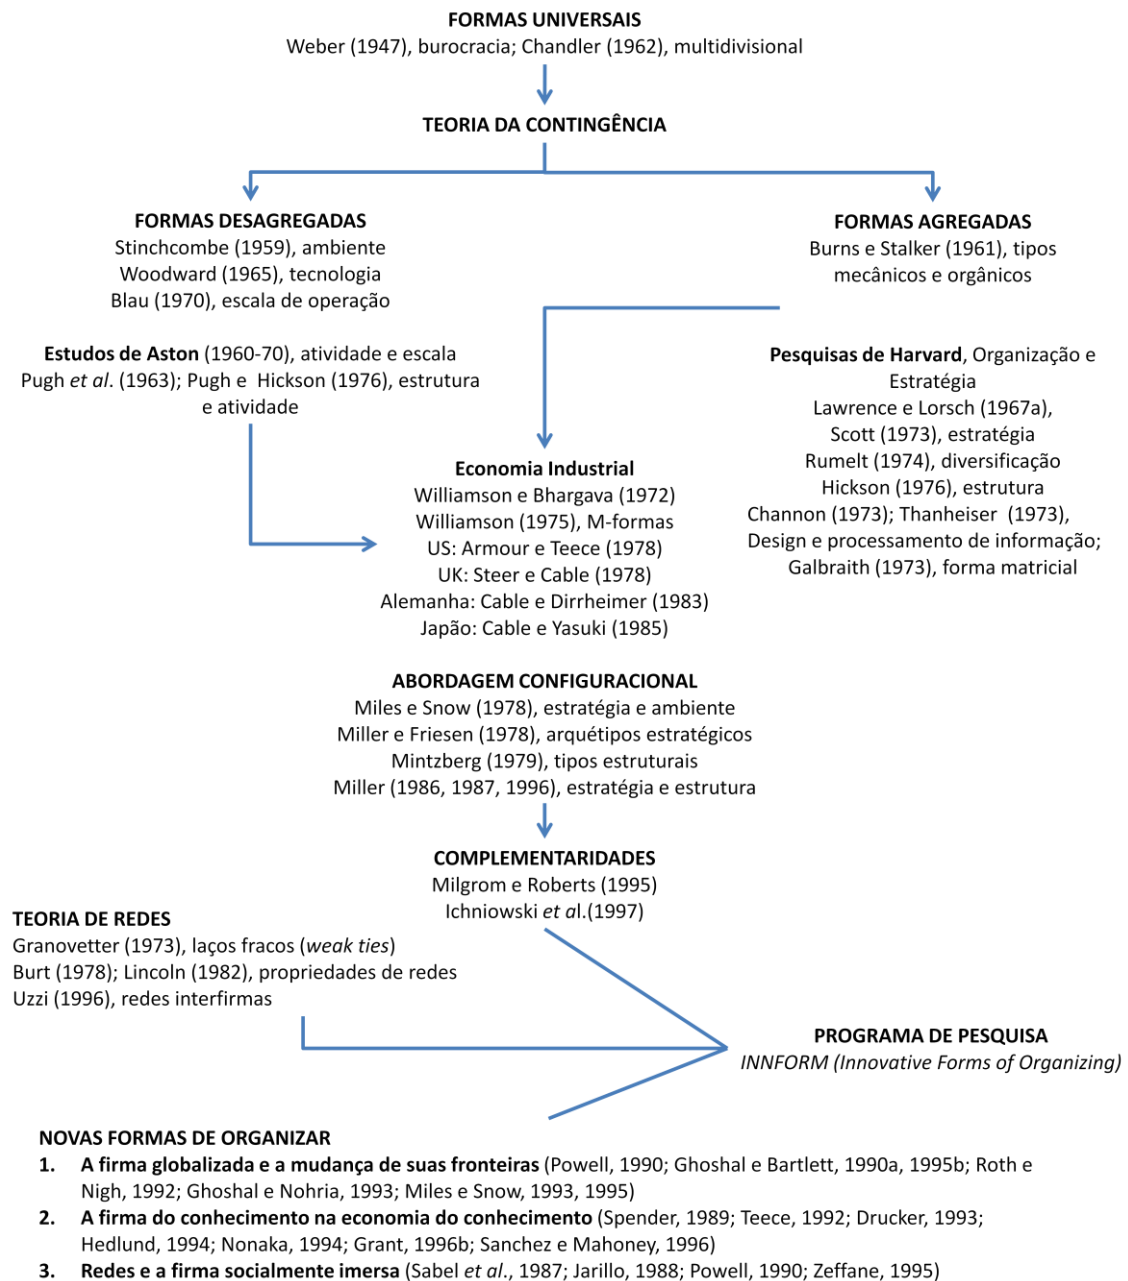 FORMAS UNIVERSAIS
Weber (1947), burocracia; Chandler (1962), multidivisional
TEORIA DA CONTINGÊNCIA
FORMAS DESAGREGADAS
Stinchcombe (1959), ambiente
Woodward (1965), tecnologia
Blau (1970), escala de operação
Estudos de Aston (1960-70), atividade e escala
Pugh et al. (1963); Pugh e Hickson (1976), estrutura
e atividade
FORMAS AGREGADAS
Burns e Stalker (1961), tipos
mecânicos e orgânicos
Pesquisas de Harvard, Organização e
Estratégia
Lawrence e Lorsch (1967a),
Scott (1973), estratégia
Rumelt (1974), diversificação
Hickson (1976), estrutura
Channon (1973); Thanheiser (1973),
Design e processamento de informação;
Galbraith (1973), forma matricial
Economia Industrial
Williamson e Bhargava (1972)
Williamson (1975), M-formas
US: Armour e Teece (1978)
UK: Steer e Cable (1978)
Alemanha: Cable e Dirrheimer (1983)
Japão: Cable e Yasuki (1985)
ABORDAGEM CONFIGURACIONAL
Miles e Snow (1978), estratégia e ambiente
Miller e Friesen (1978), arquétipos estratégicos
Mintzberg (1979), tipos estruturais
Miller (1986, 1987, 1996), estratégia e estrutura
COMPLEMENTARIDADES
Milgrom e Roberts (1995)
Ichniowski et al.(1997)
TEORIA DE REDES
Granovetter (1973), laços fracos (weak ties)
Burt (1978); Lincoln (1982), propriedades de redes
Uzzi (1996), redes interfirmas
PROGRAMA DE PESQUISA
INNFORM (Innovative Forms of Organizing)
NOVAS FORMAS DE ORGANIZAR
1. A firma globalizada e a mudança de suas fronteiras (Powell, 1990; Ghoshal e Bartlett, 1990a, 1995b; Roth e
Nigh, 1992; Ghoshal e Nohria, 1993; Miles e Snow, 1993, 1995)
2. A firma do conhecimento na economia do conhecimento (Spender, 1989; Teece, 1992; Drucker, 1993;
Hedlund, 1994; Nonaka, 1994; Grant, 1996b; Sanchez e Mahoney, 1996)
3. Redes e a firma socialmente imersa (Sabel et al., 1987; Jarillo, 1988; Powell, 1990; Zeffane, 1995)